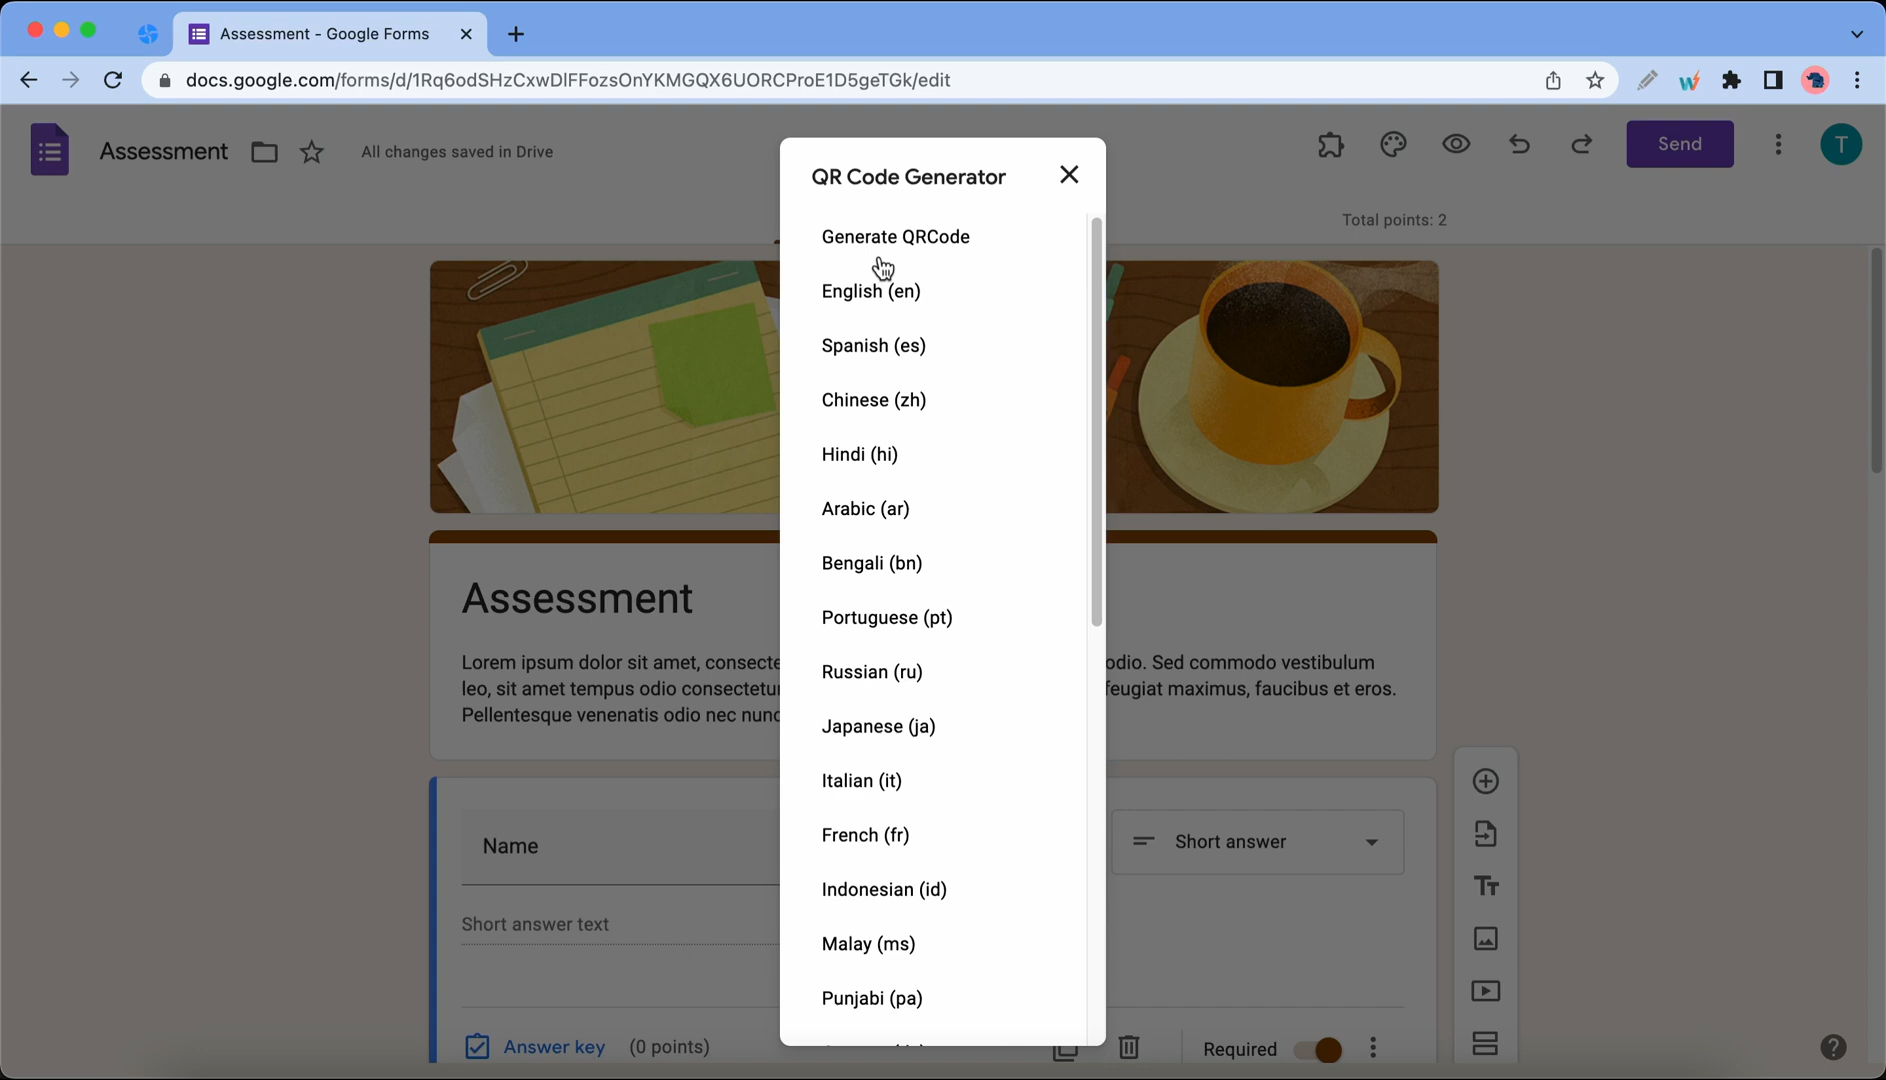 Assessment - Google Forms
docs.google.com/forms/d/1Rq6odSHzCxwDlFFozsOnYKMGQX6UORCProE1D5geTGk/edit
Assessment
All changes saved in Drive
Send
T
Total points: 2
QR Code Generator
Generate QRCode
English (en)
Spanish (es)
Chinese (zh)
Hindi (hi)
Arabic (ar)
Bengali (bn)
Portuguese (pt)
Russian (ru)
Japanese (ja)
Italian (it)
French (fr)
Indonesian (id)
Malay (ms)
Punjabi (pa)
Assessment
Lorem ipsum dolor sit amet, consecte odio. Sed commodo vestibulum
leo, sit amet tempus odio consectetu feugiat maximus, faucibus et eros.
Pellentesque venenatis odio nec nunc
Name
Short answer
Short answer text
Answer key (0 points)
Required